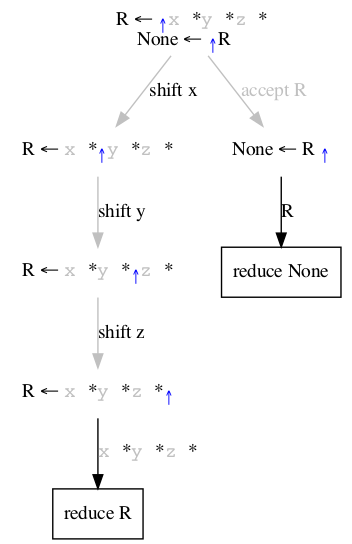 R ← ↑x *y *z *
None ← ↑R
shift x
accept R
R ← x *↑y *z *
None ← R ↑
shift y
R
R ← x *y *↑z *
reduce None
shift z
R ← x *y *z *↑
x *y *z *
reduce R